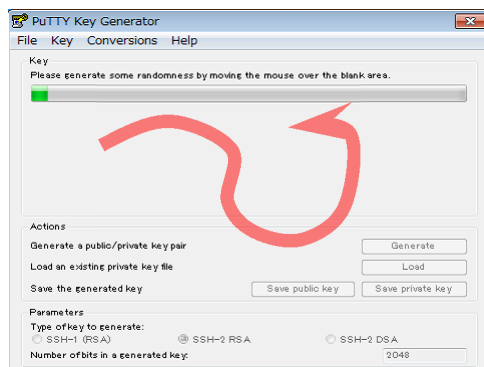 PuTTY Key Generator
File Key Conversions Help
Key
Please generate some randomness by moving the mouse over the blank area.
Actions
Generate a public/private key pair
Generate
Load an existing private key file
Load
Save the generated key
Save public key
Save private key
Parameters
Type of key to generate:
SSH-1 (RSA)
SSH-2 RSA
SSH-2 DSA
Number of bits in a generated key:
2048